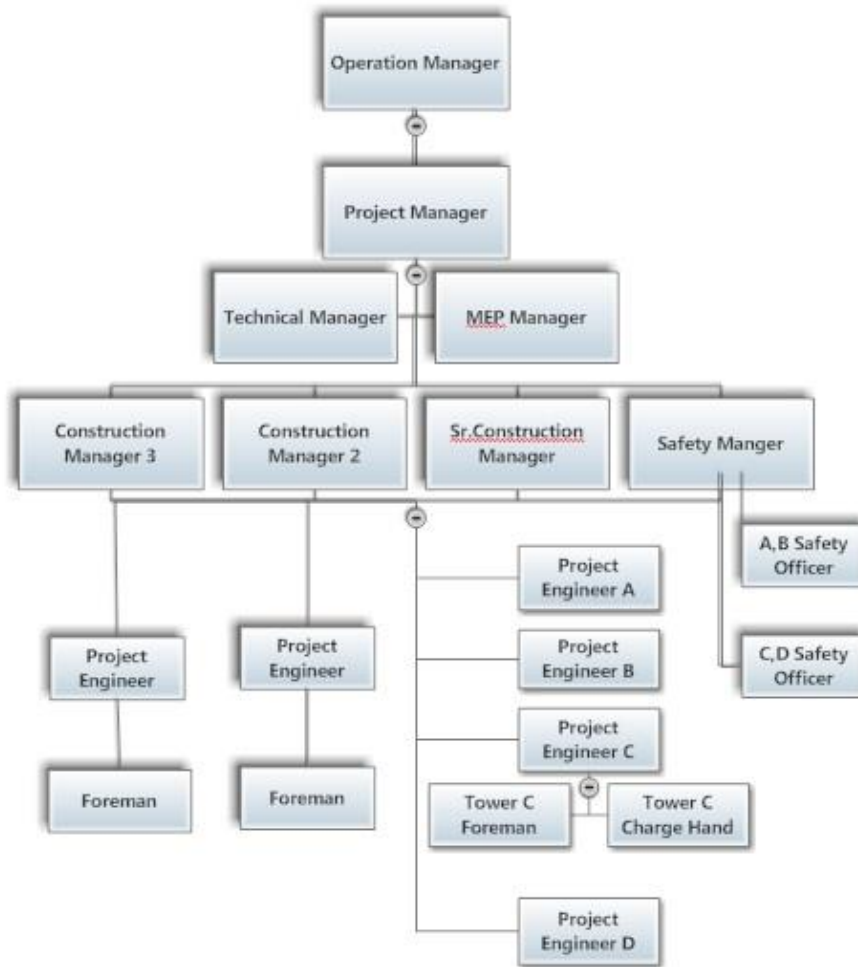 Operation Manager
Project Manager
Technical Manager
MEP Manager
Construction
Manager 3
Construction
Manager 2
Sr.Construction
Manager
Safety Manger
A,B Safety
Officer
Project
Engineer A
Project
Engineer
Project
Engineer
Project
Engineer B
C,D Safety
Officer
Project
Engineer C
Foreman
Foreman
Tower C
Foreman
Tower C
Charge Hand
Project
Engineer D